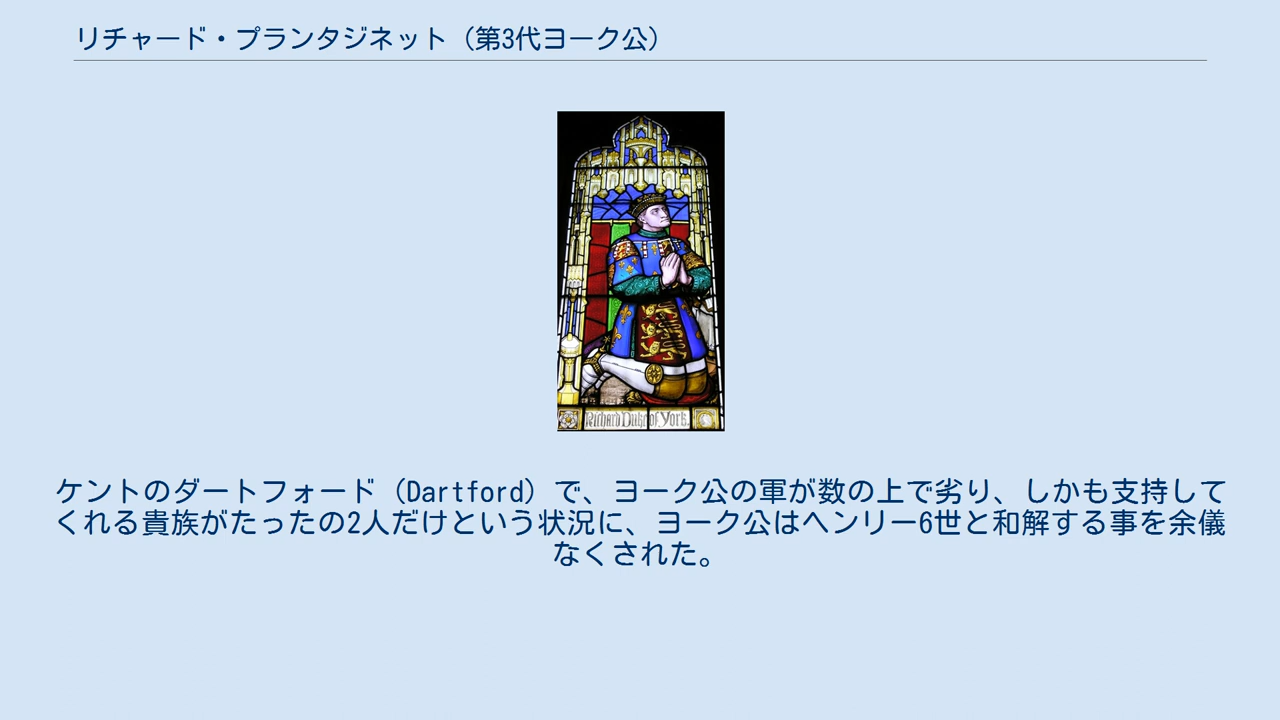 リチャード・プランタジネット（第3代ヨーク公）
Richard Duke of York.
ケントのダートフォード（Dartford）で、ヨーク公の軍が数の上で劣り、しかも支持して
くれる貴族がたったの2人だけという状況に、ヨーク公はヘンリー6世と和解する事を余儀
なくされた。